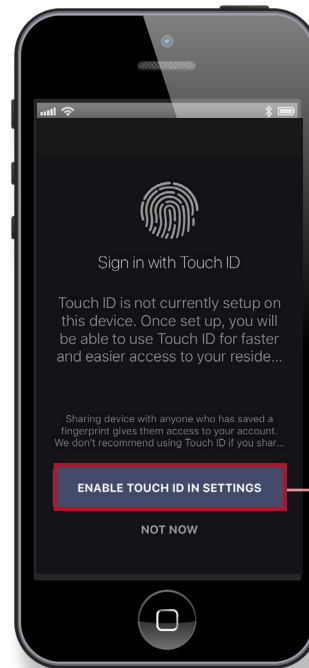 Sign in with Touch ID
Touch ID is not currently setup on
this device. Once set up, you will
be able to use Touch ID for faster
and easier access to your reside...
Sharing device with anyone who has saved a
fingerprint gives them access to your account.
We don't recommend using Touch ID if you shar...
ENABLE TOUCH ID IN SETTINGS
NOT NOW